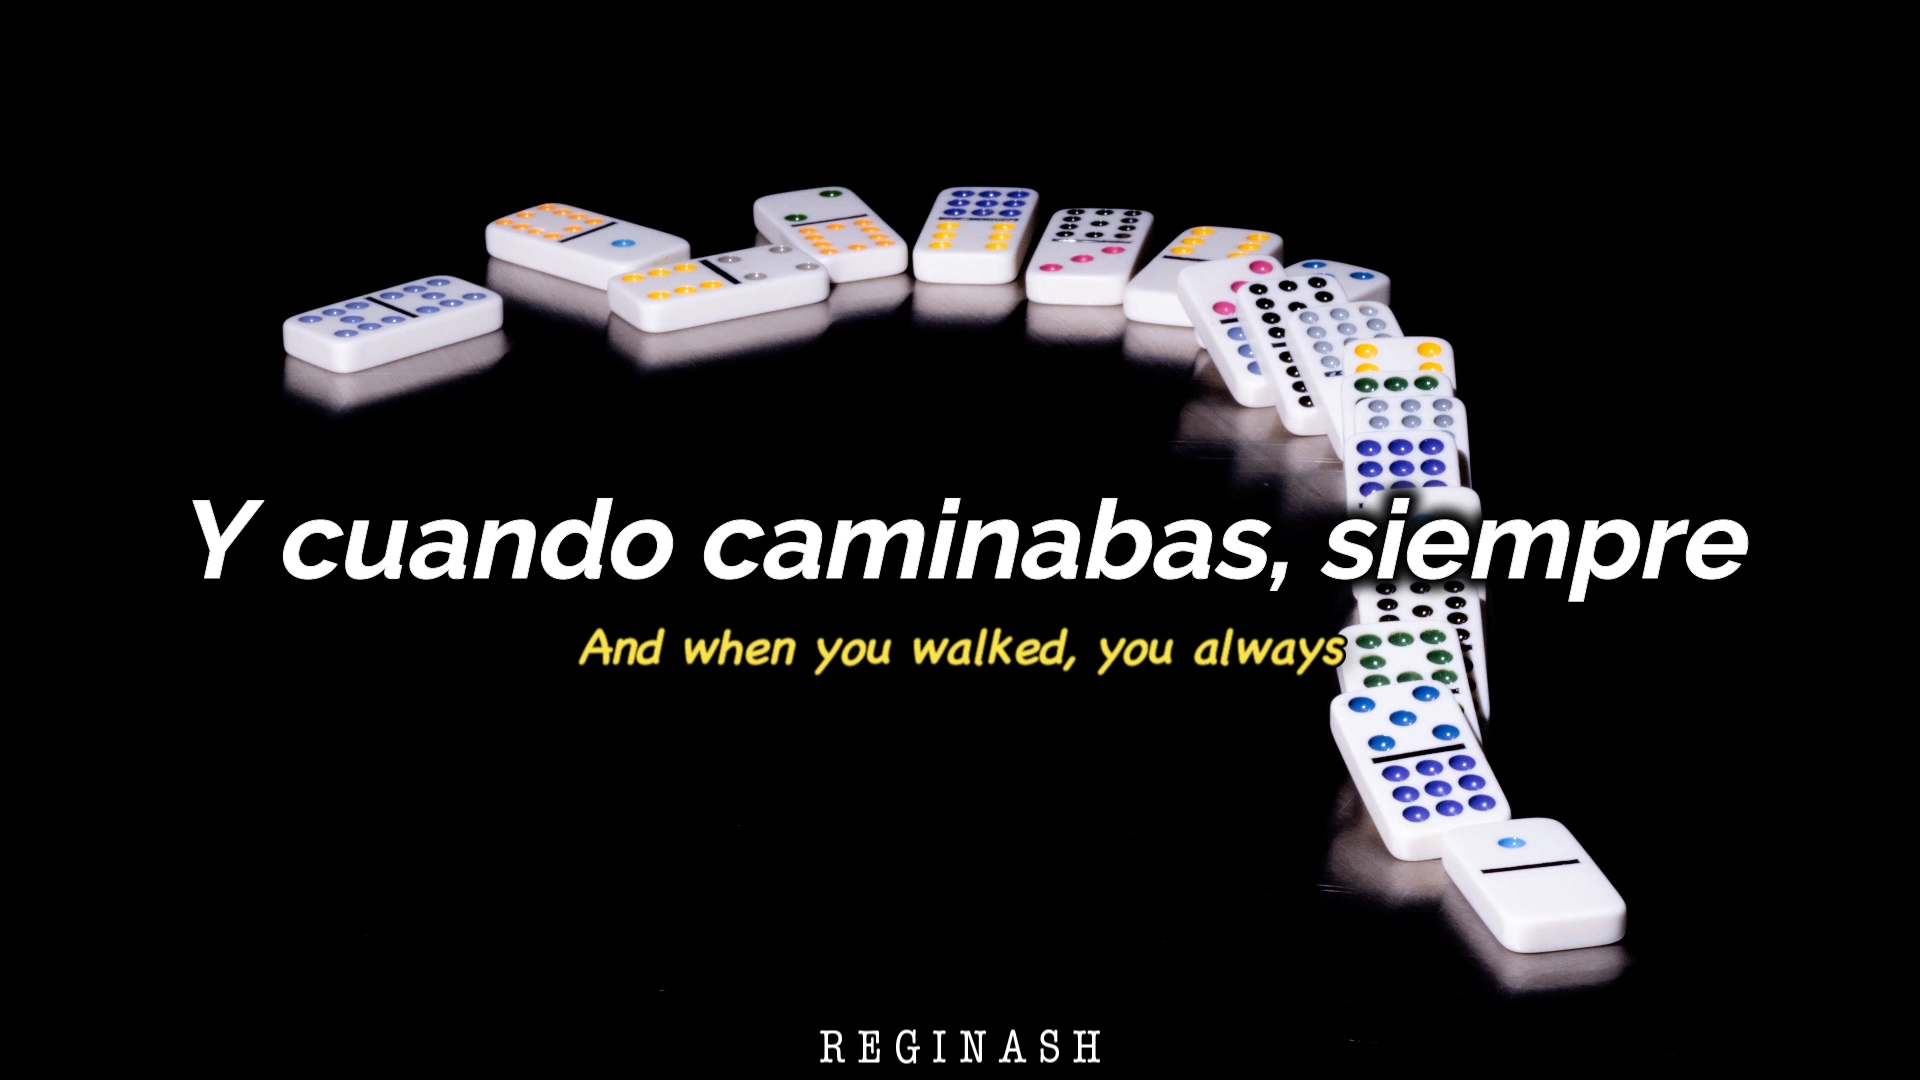 Y cuando caminabas, siempre
And when you walked, you always
REGINASH